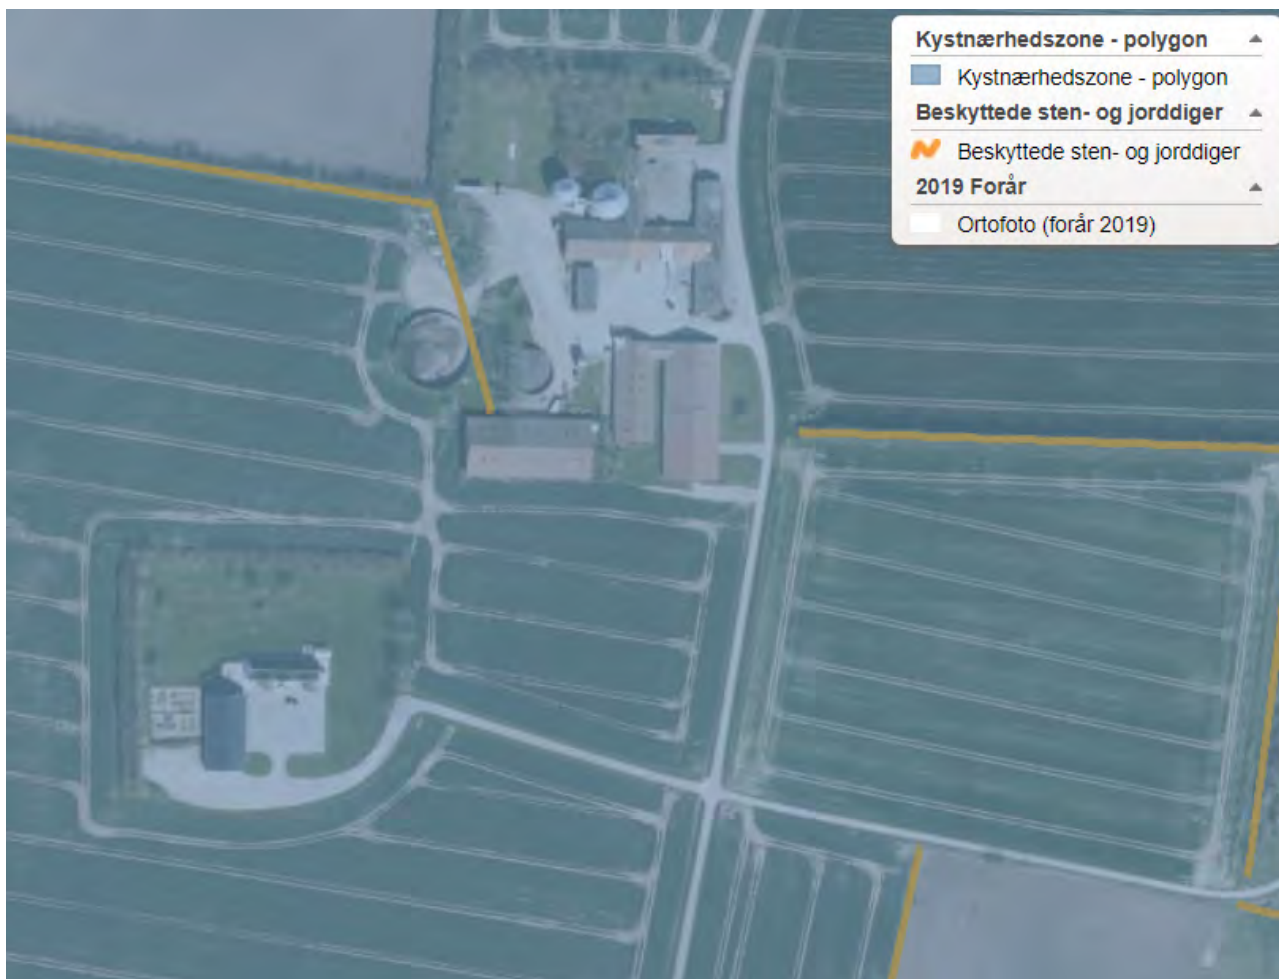 Kystnærhedszone - polygon
Kystnærhedszone - polygon
Beskyttede sten- og jorddiger
Beskyttede sten- og jorddiger
2019 Forår
Ortofoto (forår 2019)